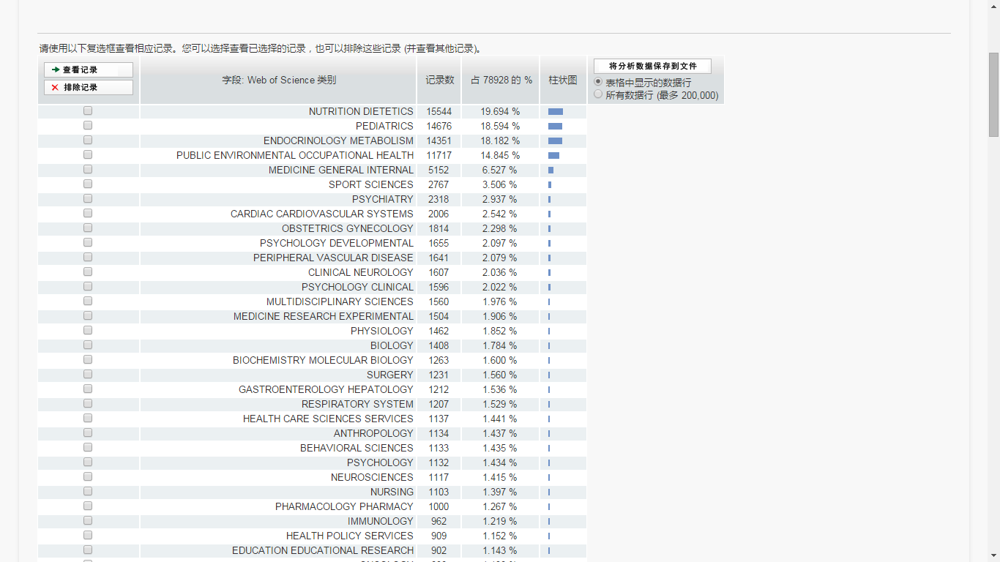 请使用以下复选框查看相应记录。您可以选择查看已选择的记录，也可以排除这些记录 (并查看其他记录)。
查看记录
排除记录
字段: Web of Science 类别 记录数 占 78928 的 % 柱状图
将分析数据保存到文件
表格中显示的数据行
所有数据行 (最多 200,000)
NUTRITION DIETETICS 15544 19.694 %
PEDIATRICS 14676 18.594 %
ENDOCRINOLOGY METABOLISM 14351 18.182 %
PUBLIC ENVIRONMENTAL OCCUPATIONAL HEALTH 11717 14.845 %
MEDICINE GENERAL INTERNAL 5152 6.527 %
SPORT SCIENCES 2767 3.506 %
PSYCHIATRY 2318 2.937 %
CARDIAC CARDIOVASCULAR SYSTEMS 2006 2.542 %
OBSTETRICS GYNECOLOGY 1814 2.298 %
PSYCHOLOGY DEVELOPMENTAL 1655 2.097 %
PERIPHERAL VASCULAR DISEASE 1641 2.079 %
CLINICAL NEUROLOGY 1607 2.036 %
PSYCHOLOGY CLINICAL 1596 2.022 %
MULTIDISCIPLINARY SCIENCES 1560 1.976 %
MEDICINE RESEARCH EXPERIMENTAL 1504 1.906 %
PHYSIOLOGY 1462 1.852 %
BIOLOGY 1408 1.784 %
BIOCHEMISTRY MOLECULAR BIOLOGY 1263 1.600 %
SURGERY 1231 1.560 %
GASTROENTEROLOGY HEPATOLOGY 1212 1.536 %
RESPIRATORY SYSTEM 1207 1.529 %
HEALTH CARE SCIENCES SERVICES 1137 1.441 %
ANTHROPOLOGY 1134 1.437 %
BEHAVIORAL SCIENCES 1133 1.435 %
PSYCHOLOGY 1132 1.434 %
NEUROSCIENCES 1117 1.415 %
NURSING 1103 1.397 %
PHARMACOLOGY PHARMACY 1000 1.267 %
IMMUNOLOGY 962 1.219 %
HEALTH POLICY SERVICES 909 1.152 %
EDUCATION EDUCATIONAL RESEARCH 902 1.143 %